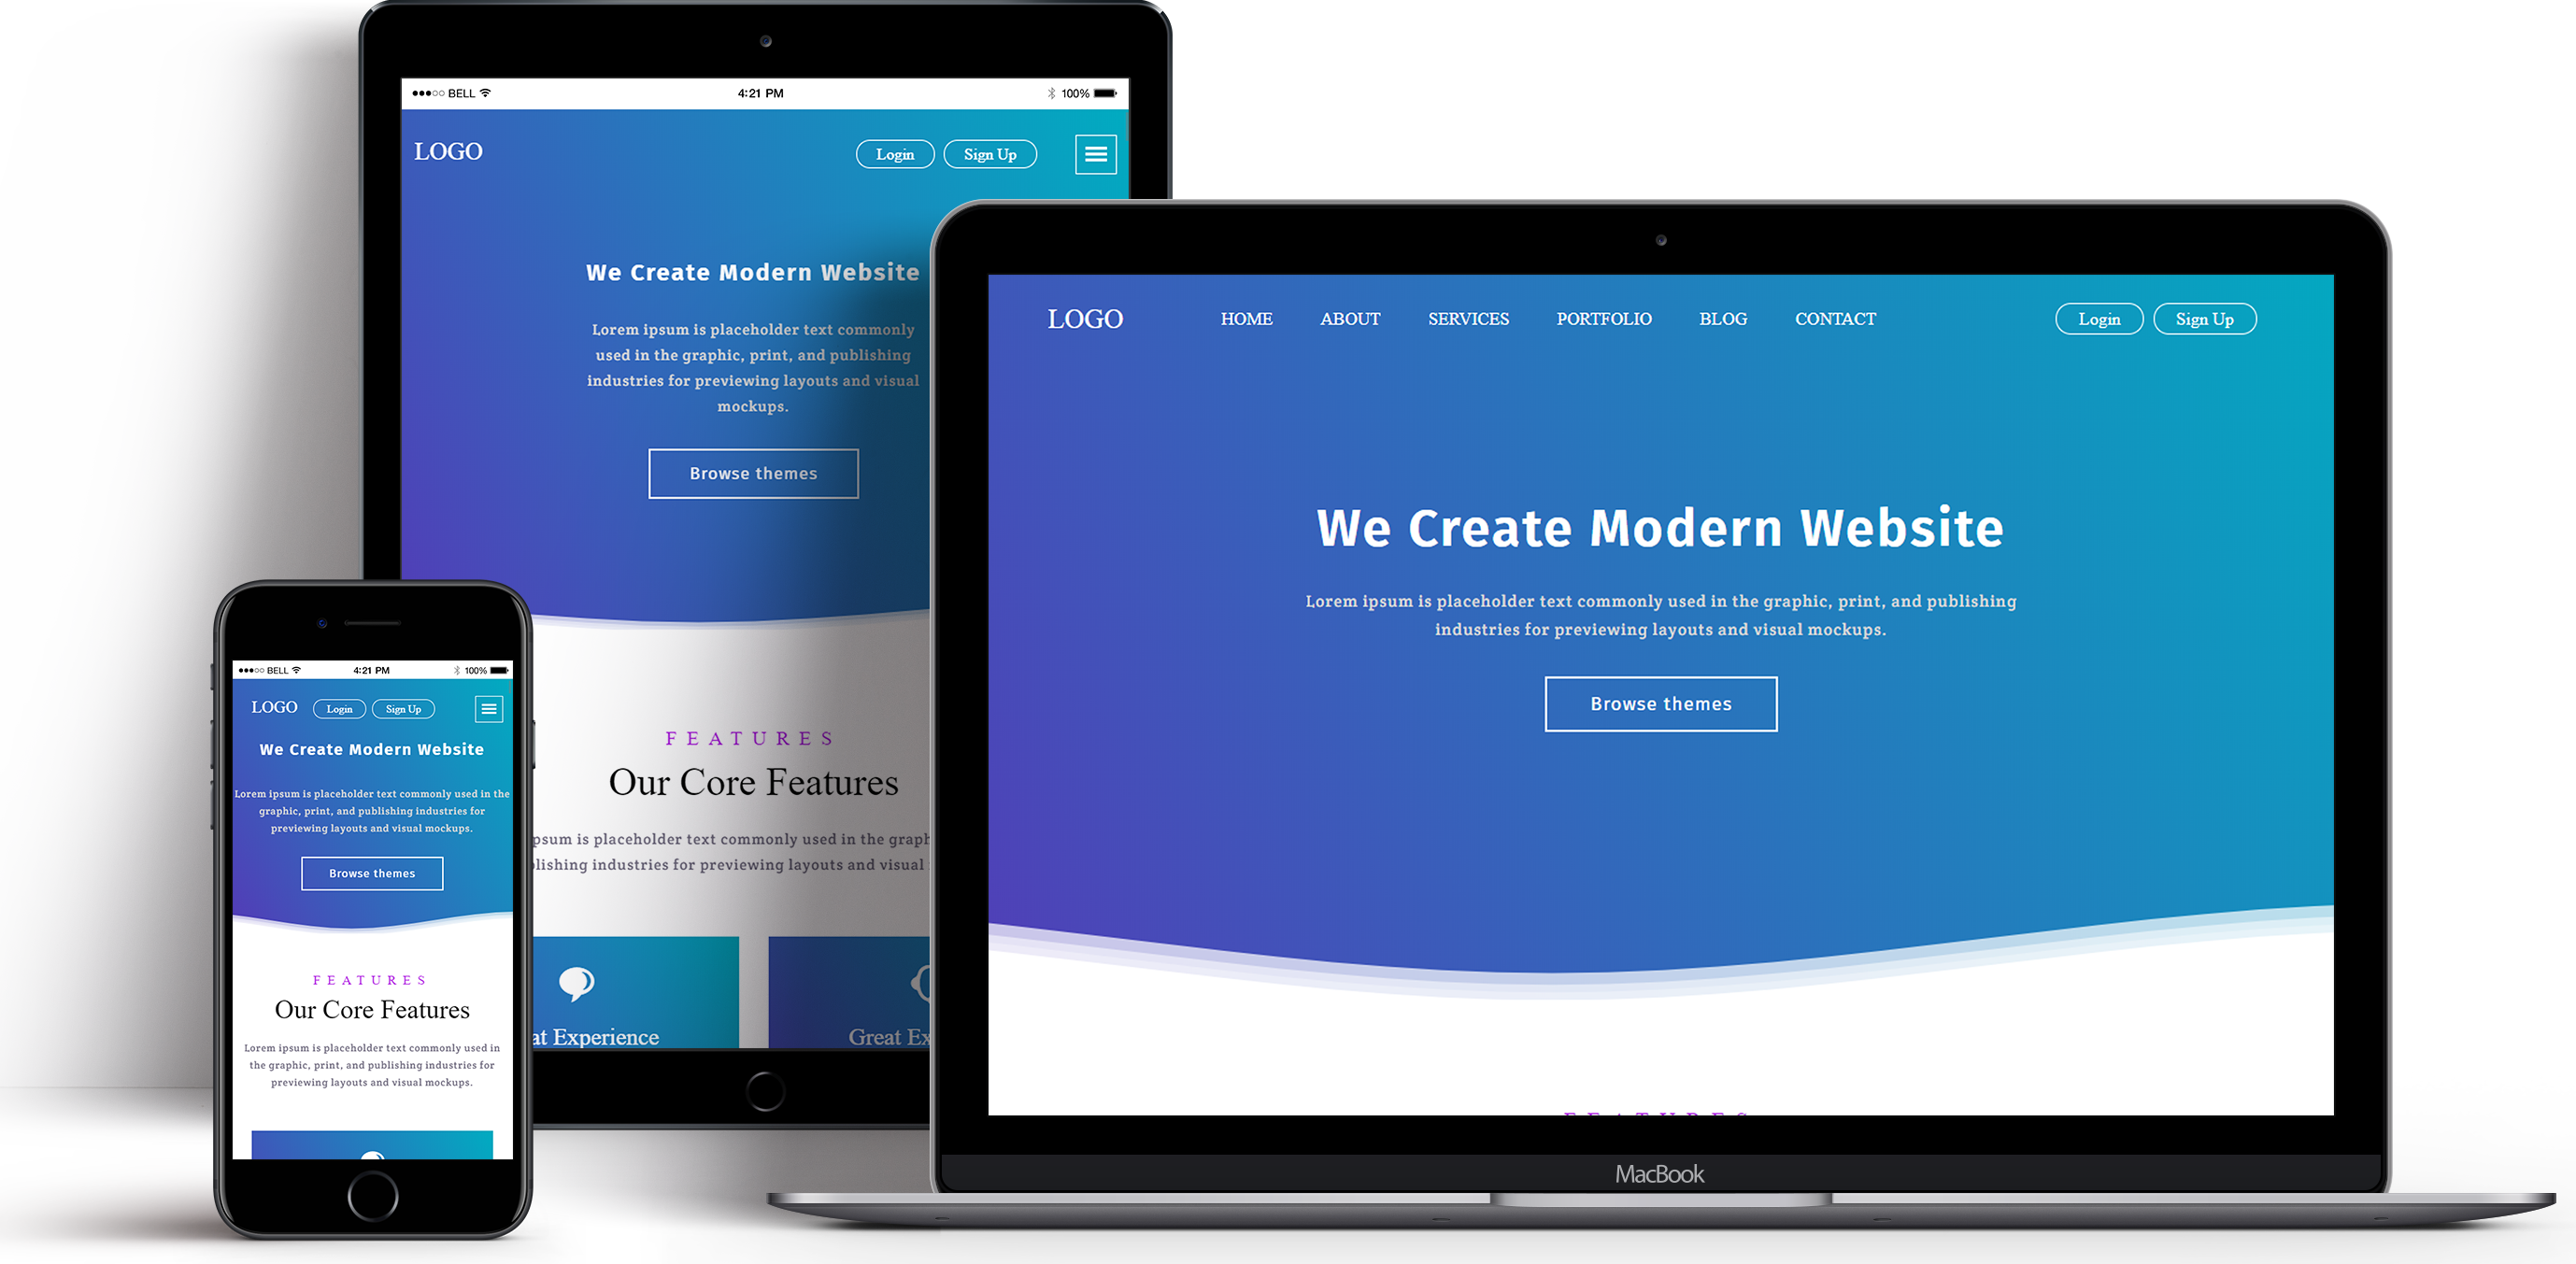 BELL 4:21 PM 100%
LOGO Login Sign Up
We Create Modern Website
Lorem ipsum is placeholder text commonly
used in the graphic, print, and publishing
industries for previewing layouts and visual
mockups.
Browse themes
FEATURES
Our Core Features
psum is placeholder text commonly used in the graph
lishing industries for previewing layouts and visual
at Experience
Great Ex
BELL 4:21 PM 100%
LOGO Login Sign Up
We Create Modern Website
Lorem ipsum is placeholder text commonly used in the
graphic, print, and publishing industries for
previewing layouts and visual mockups.
Browse themes
FEATURES
Our Core Features
Lorem ipsum is placeholder text commonly used in
the graphic, print, and publishing industries for
previewing layouts and visual mockups.
LOGO HOME ABOUT SERVICES PORTFOLIO BLOG CONTACT Login Sign Up
We Create Modern Website
Lorem ipsum is placeholder text commonly used in the graphic, print, and publishing
industries for previewing layouts and visual mockups.
Browse themes
FEATURES
MacBook